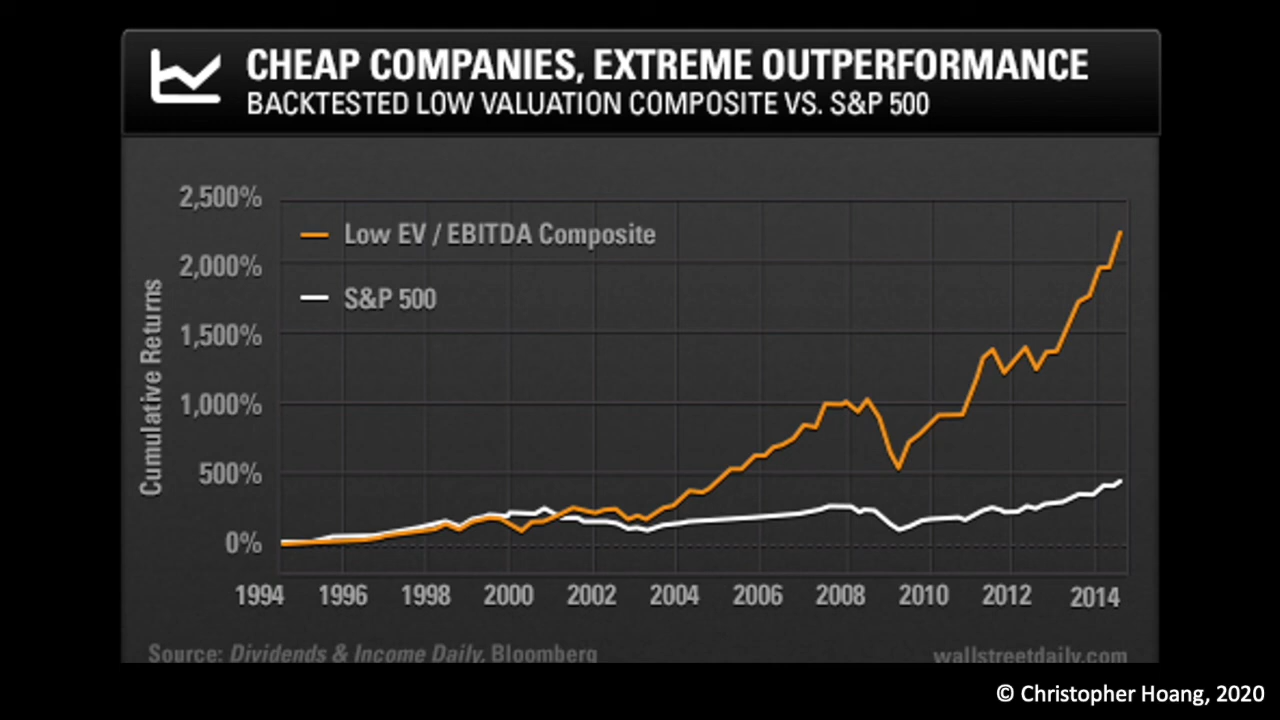 CHEAP COMPANIES, EXTREME OUTPERFORMANCE
BACKTESTED LOW VALUATION COMPOSITE VS. S&P 500
Cumulative Returns
2,500%
2,000%
1,500%
1,000%
500%
0%
Low EV / EBITDA Composite
S&P 500
1994 1996 1998 2000 2002 2004 2006 2008 2010 2012 2014
Source: Dividends & Income Daily, Bloomberg
wallstreetdaily.com
© Christopher Hoang, 2020